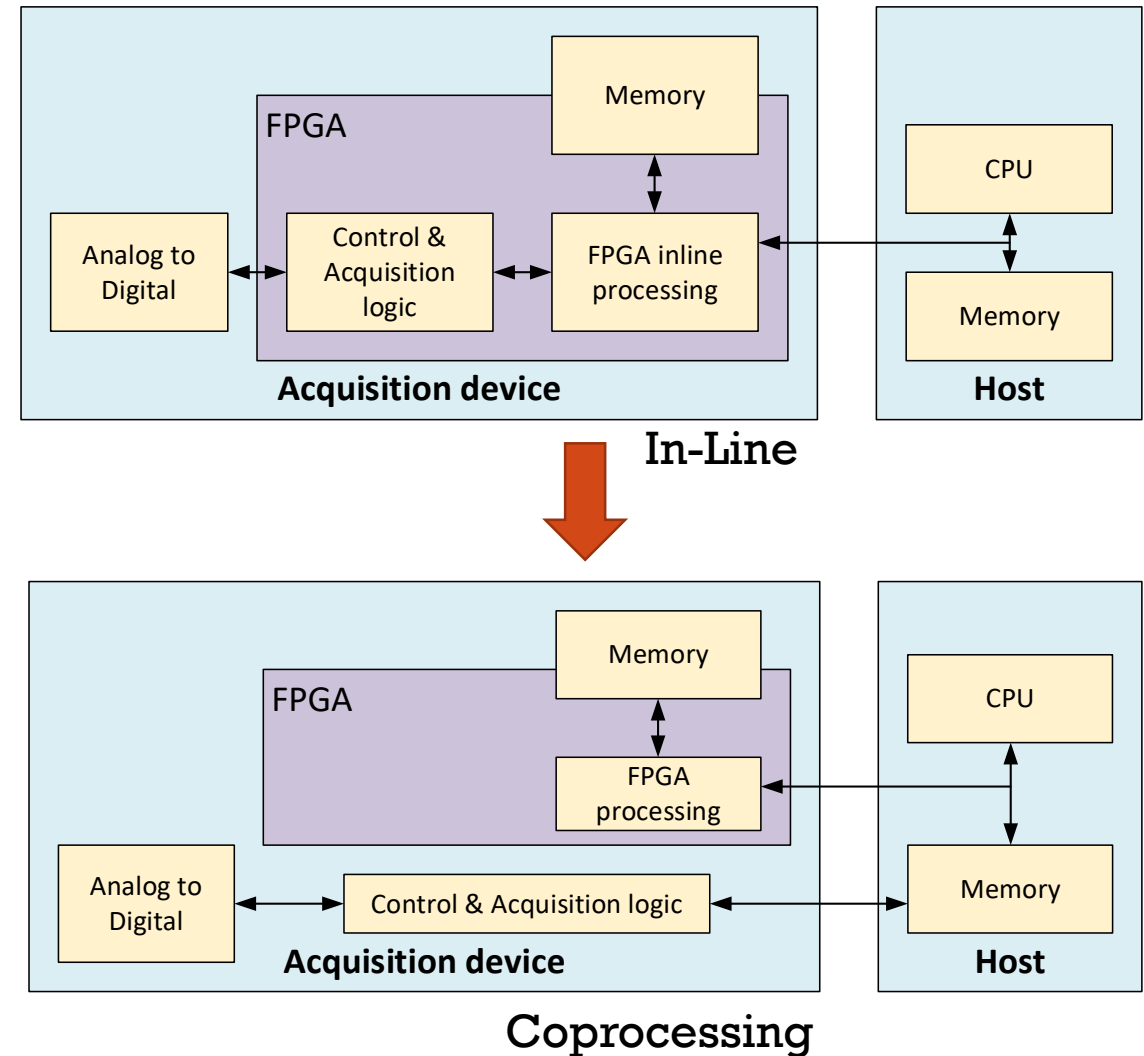 Memory
FPGA
CPU
Analog to
Digital
Control &
Acquisition
logic
FPGA inline
processing
Memory
Acquisition device
Host
In-Line
Memory
FPGA
CPU
FPGA
processing
Analog to
Digital
Control & Acquisition logic
Memory
Acquisition device
Host
Coprocessing